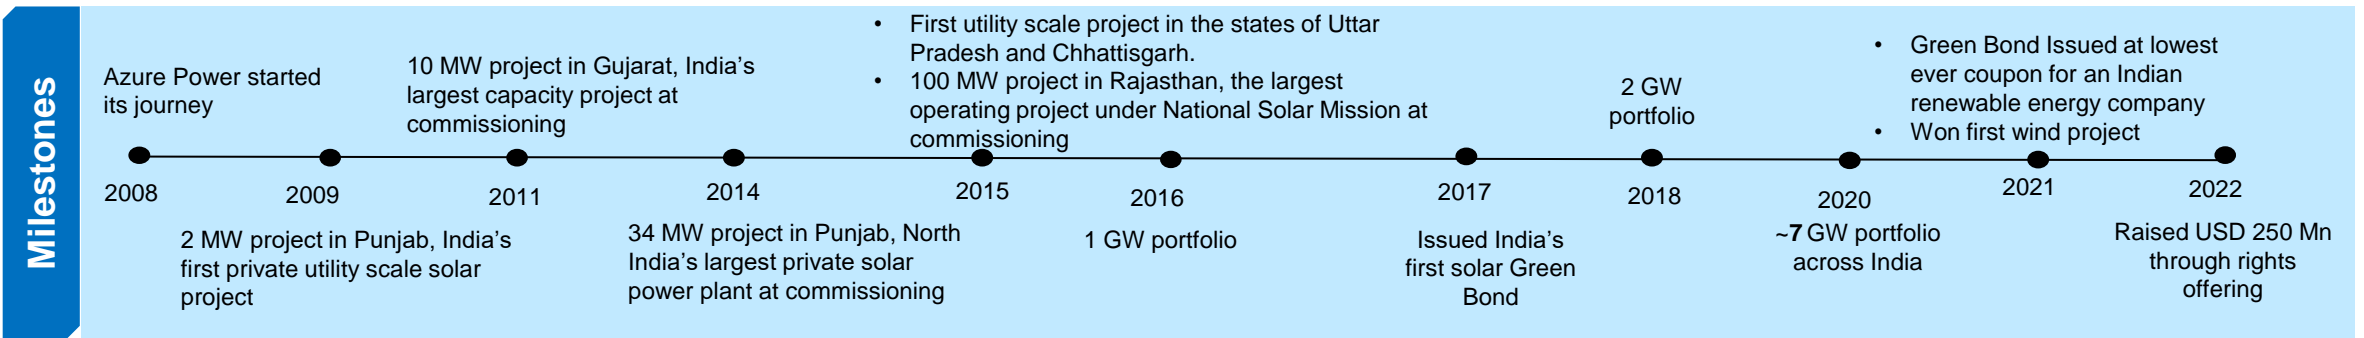 Milestones
Azure Power started
its journey
2008
2009
2 MW project in Punjab, India's
first private utility scale solar
project
10 MW project in Gujarat, India's
largest capacity project at
commissioning
2011
2014
34 MW project in Punjab, North
India's largest private solar
power plant at commissioning
• First utility scale project in the states of Uttar
Pradesh and Chhattisgarh.
• 100 MW project in Rajasthan, the largest
operating project under National Solar Mission at
commissioning
2015
2016
1 GW portfolio
2017
Issued India's
first solar Green
Bond
2 GW
portfolio
2018
2020
~7 GW portfolio
across India
• Green Bond Issued at lowest
ever coupon for an Indian
renewable energy company
• Won first wind project
2021
2022
Raised USD 250 Mn
through rights
offering